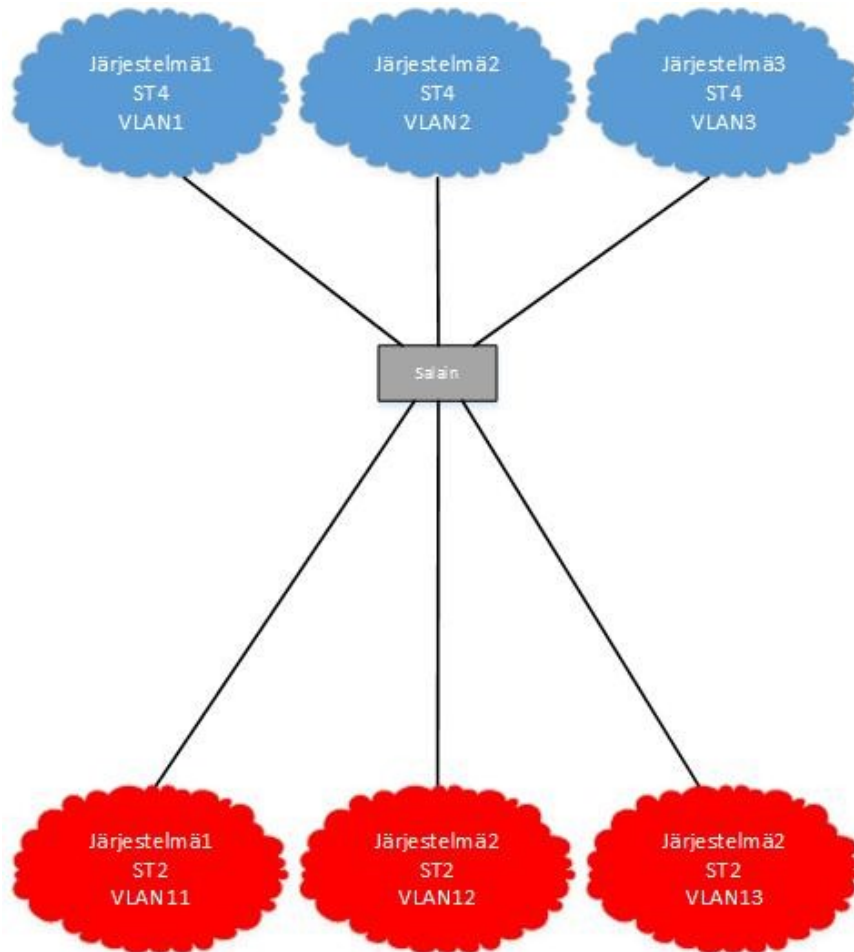 Järjestelmä1
ST4
VLAN1
Järjestelmä2
ST4
VLAN2
Järjestelmä3
ST4
VLAN3
Salain
Järjestelmä1
ST2
VLAN11
Järjestelmä2
ST2
VLAN12
Järjestelmä2
ST2
VLAN13